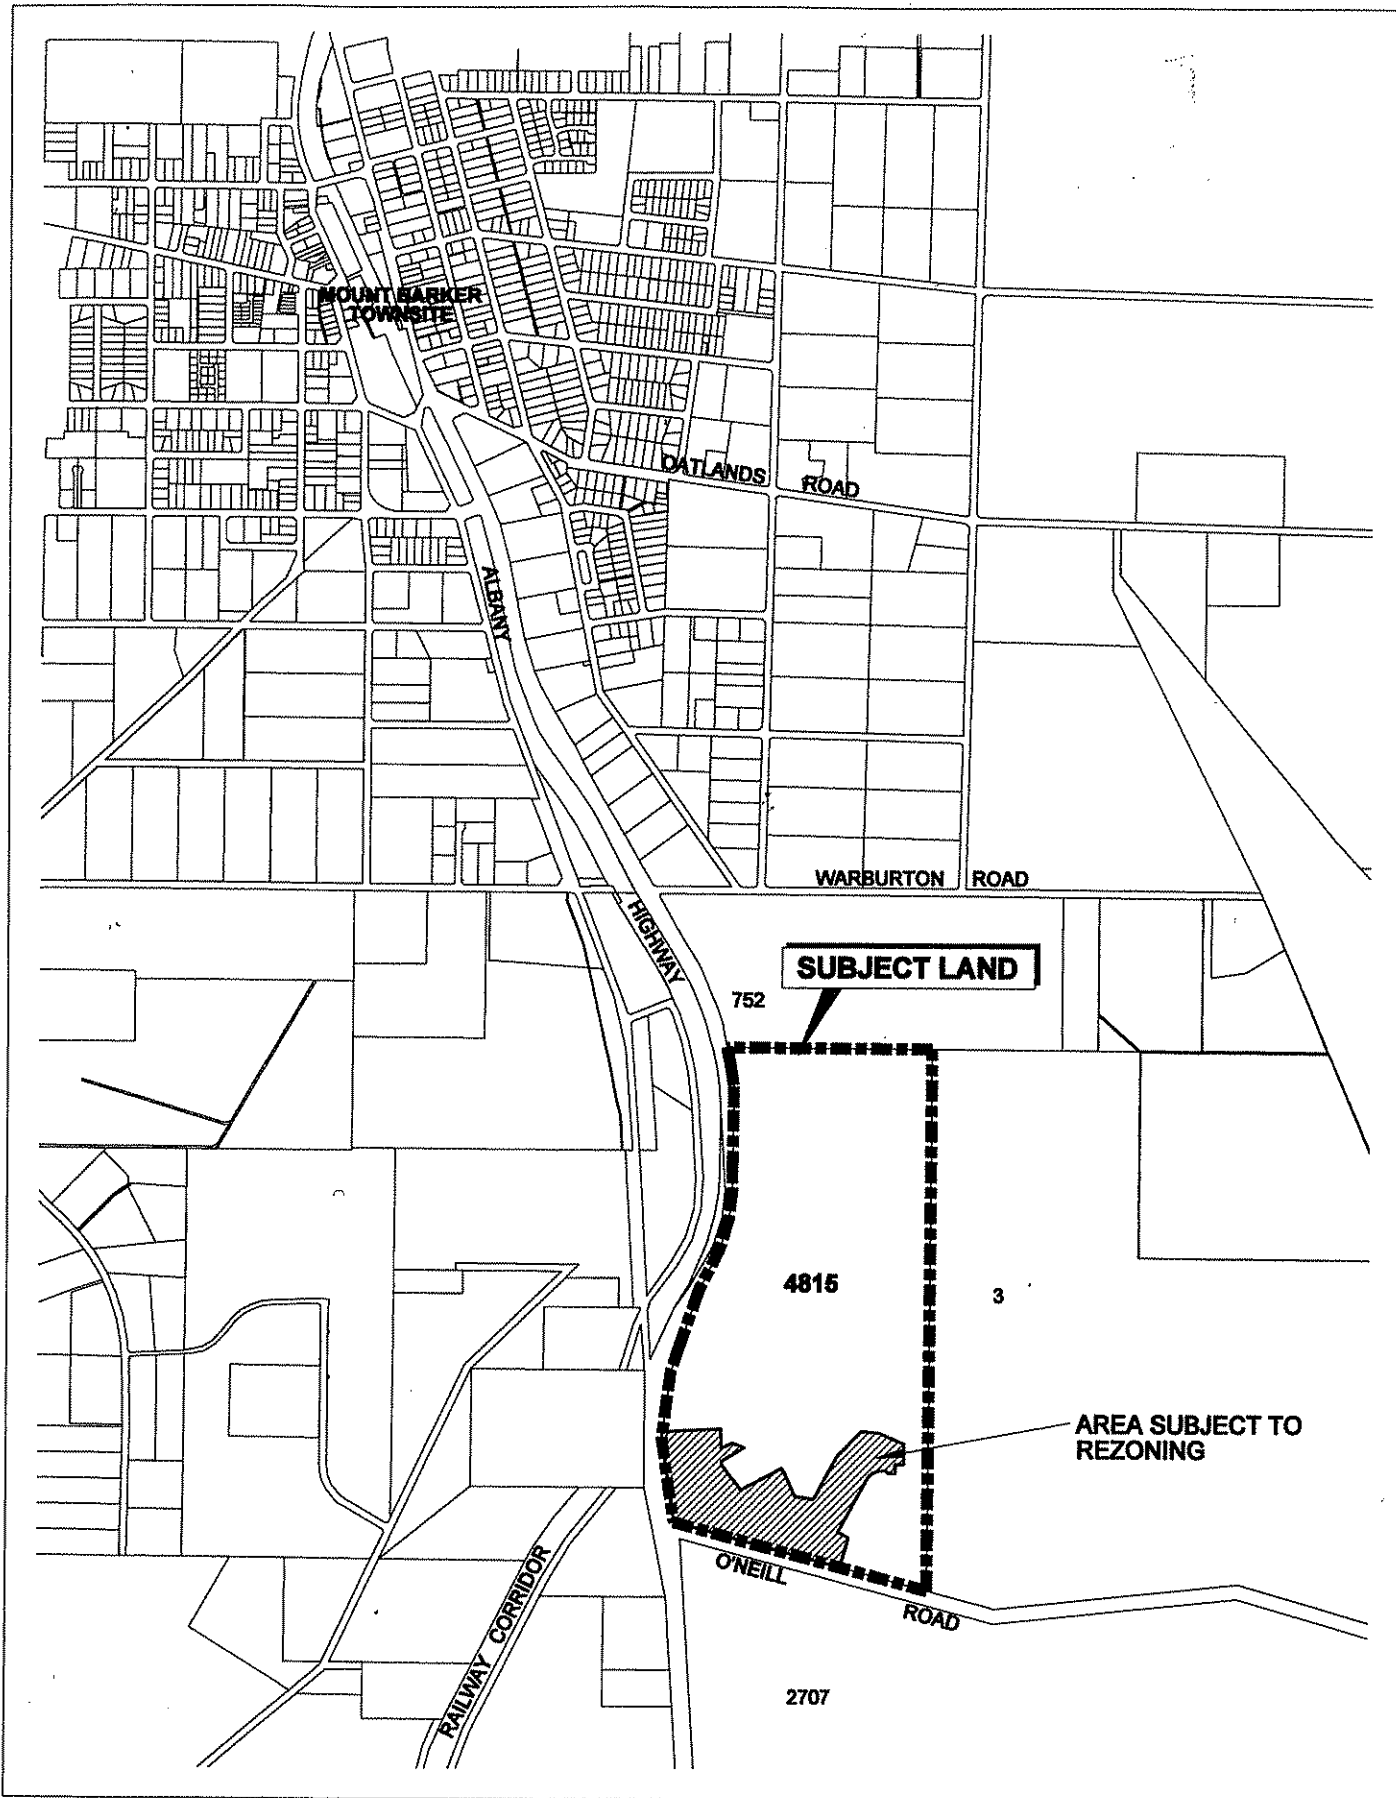 MOUNT BARKER
TOWNSITE
OATLANDS ROAD
ALBANY
WARBURTON ROAD
HIGHWAY
SUBJECT LAND
752
4815
3
AREA SUBJECT TO
REZONING
O'NEILL
ROAD
RAILWAY CORRIDOR
2707